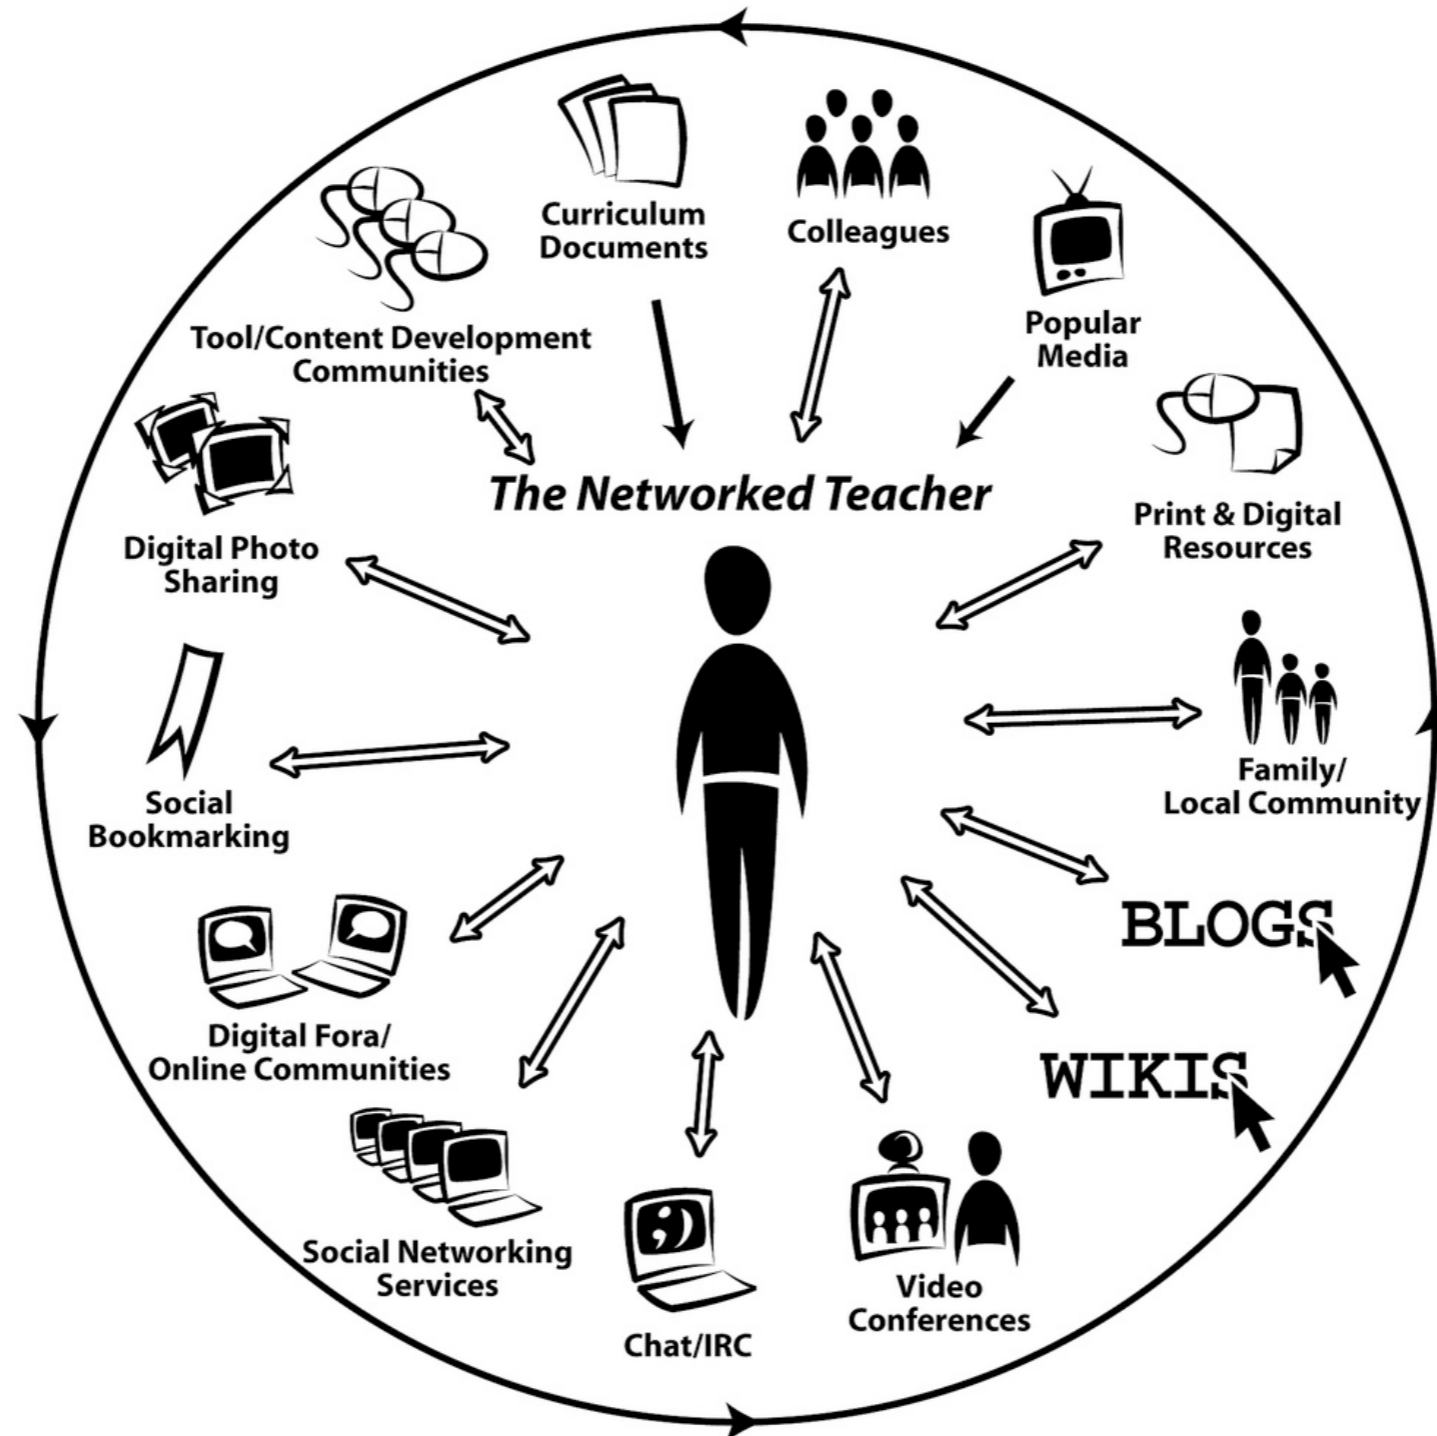 Curriculum
Documents
Colleagues
Popular
Media
Tool/Content Development
Communities
The Networked Teacher
Print & Digital
Resources
Digital Photo
Sharing
Family/
Local Community
Social
Bookmarking
BLOGS
Digital Fora/
Online Communities
WIKIS
Social Networking
Services
Video
Conferences
Chat/IRC